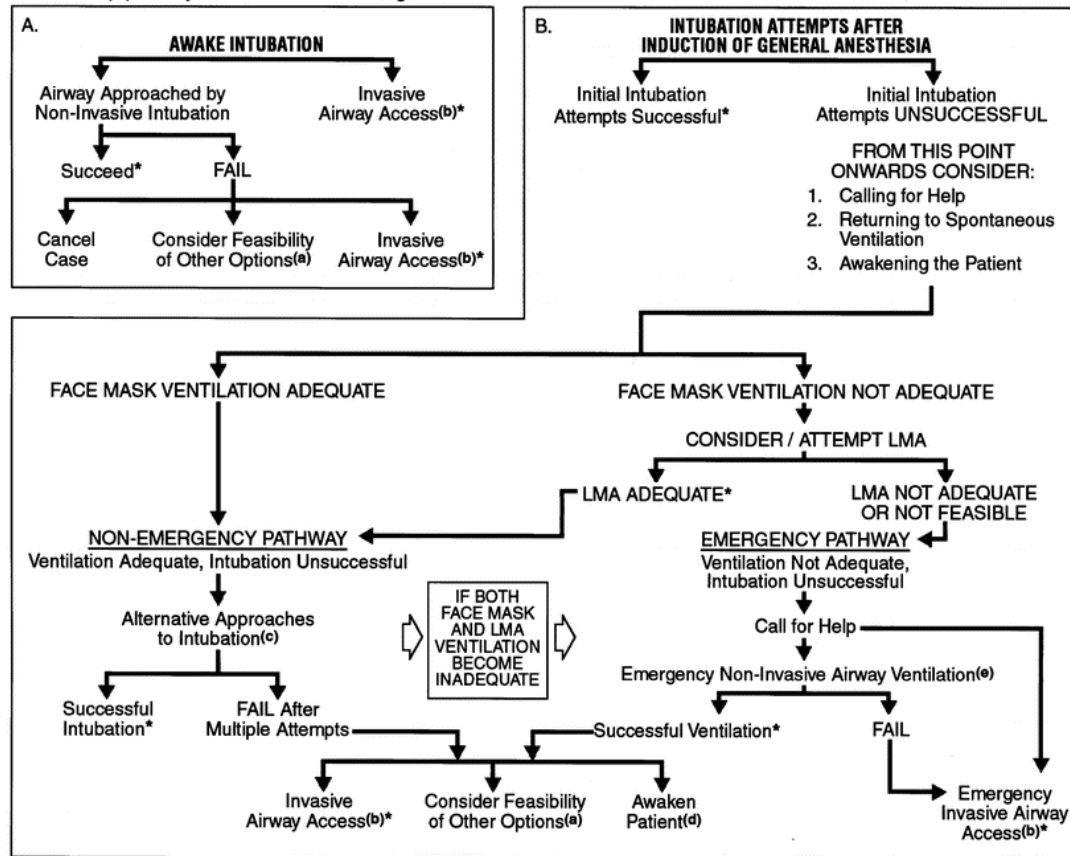 A.
AWAKE INTUBATION
Airway Approached by
Non-Invasive Intubation
Invasive
Airway Access(b)*
Succeed*
FAIL
Cancel
Case
Consider Feasibility
of Other Options(a)
Invasive
Airway Access(b)*
B.
INTUBATION ATTEMPTS AFTER
INDUCTION OF GENERAL ANESTHESIA
Initial Intubation
Attempts Successful*
Initial Intubation
Attempts UNSUCCESSFUL
FROM THIS POINT
ONWARDS CONSIDER:
1. Calling for Help
2. Returning to Spontaneous
Ventilation
3. Awakening the Patient
FACE MASK VENTILATION ADEQUATE
FACE MASK VENTILATION NOT ADEQUATE
CONSIDER / ATTEMPT LMA
LMA ADEQUATE*
LMA NOT ADEQUATE
OR NOT FEASIBLE
NON-EMERGENCY PATHWAY
Ventilation Adequate, Intubation Unsuccessful
EMERGENCY PATHWAY
Ventilation Not Adequate,
Intubation Unsuccessful
Alternative Approaches
to Intubation(c)
IF BOTH
FACE MASK
AND LMA
VENTILATION
BECOME
INADEQUATE
Call for Help
Emergency Non-Invasive Airway Ventilation(e)
Successful
Intubation*
FAIL After
Multiple Attempts
Successful Ventilation*
FAIL
Invasive
Airway Access(b)*
Consider Feasibility
of Other Options(a)
Awaken
Patient(d)
Emergency
Invasive Airway
Access(b)*